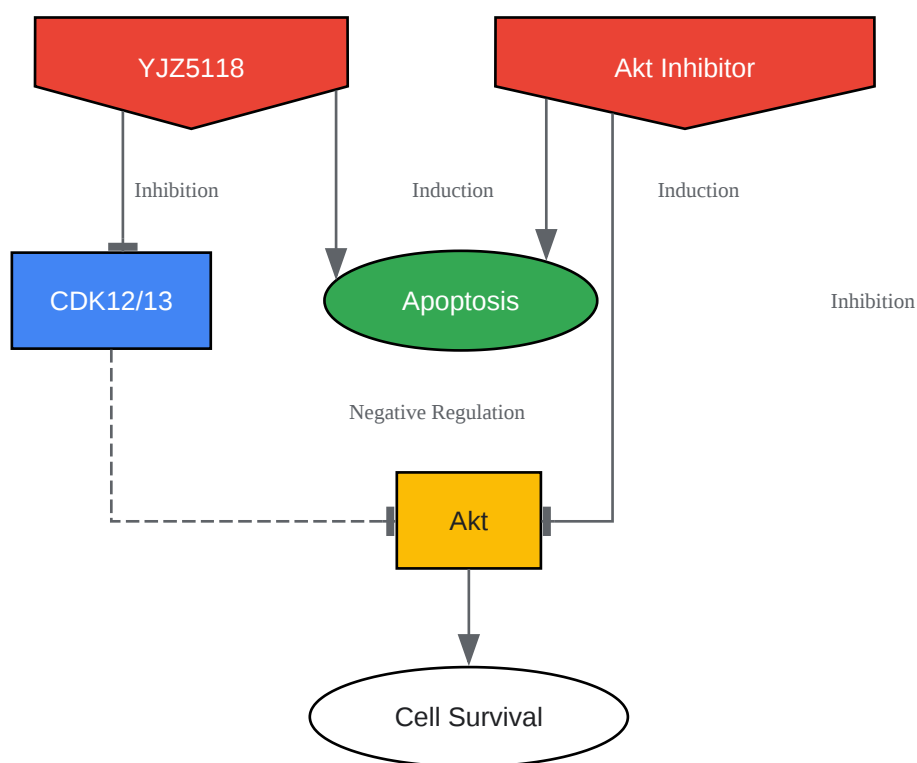 YJZ5118
Akt Inhibitor
Inhibition
Induction
Induction
CDK12/13
Apoptosis
Inhibition
Negative Regulation
Akt
Cell Survival